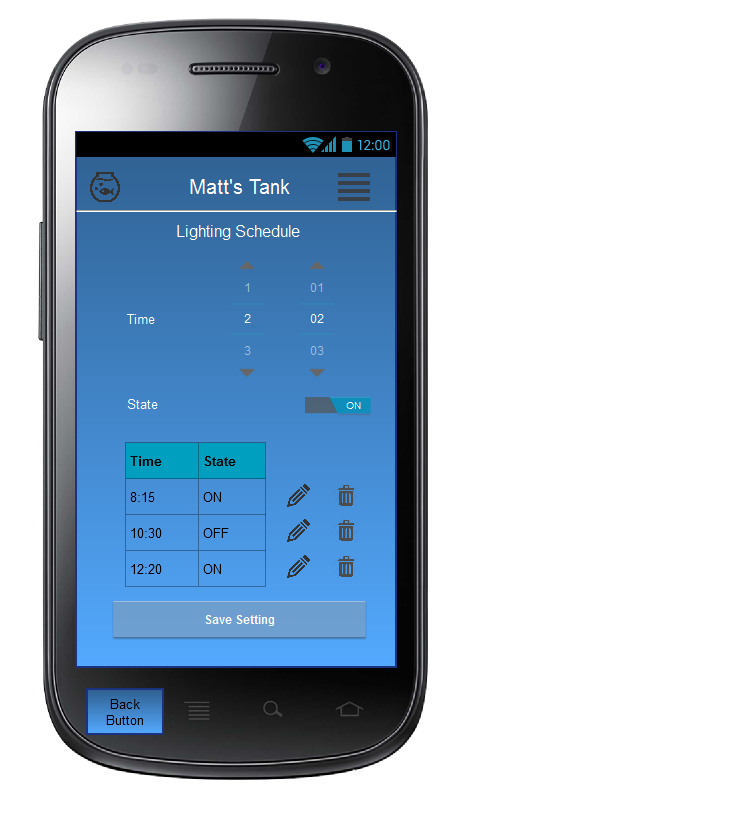 12:00
Matt's Tank
Lighting Schedule
1 01
Time 2 02
3 03
State ON
Time State
8:15 ON
10:30 OFF
12:20 ON
Save Setting
Back
Button